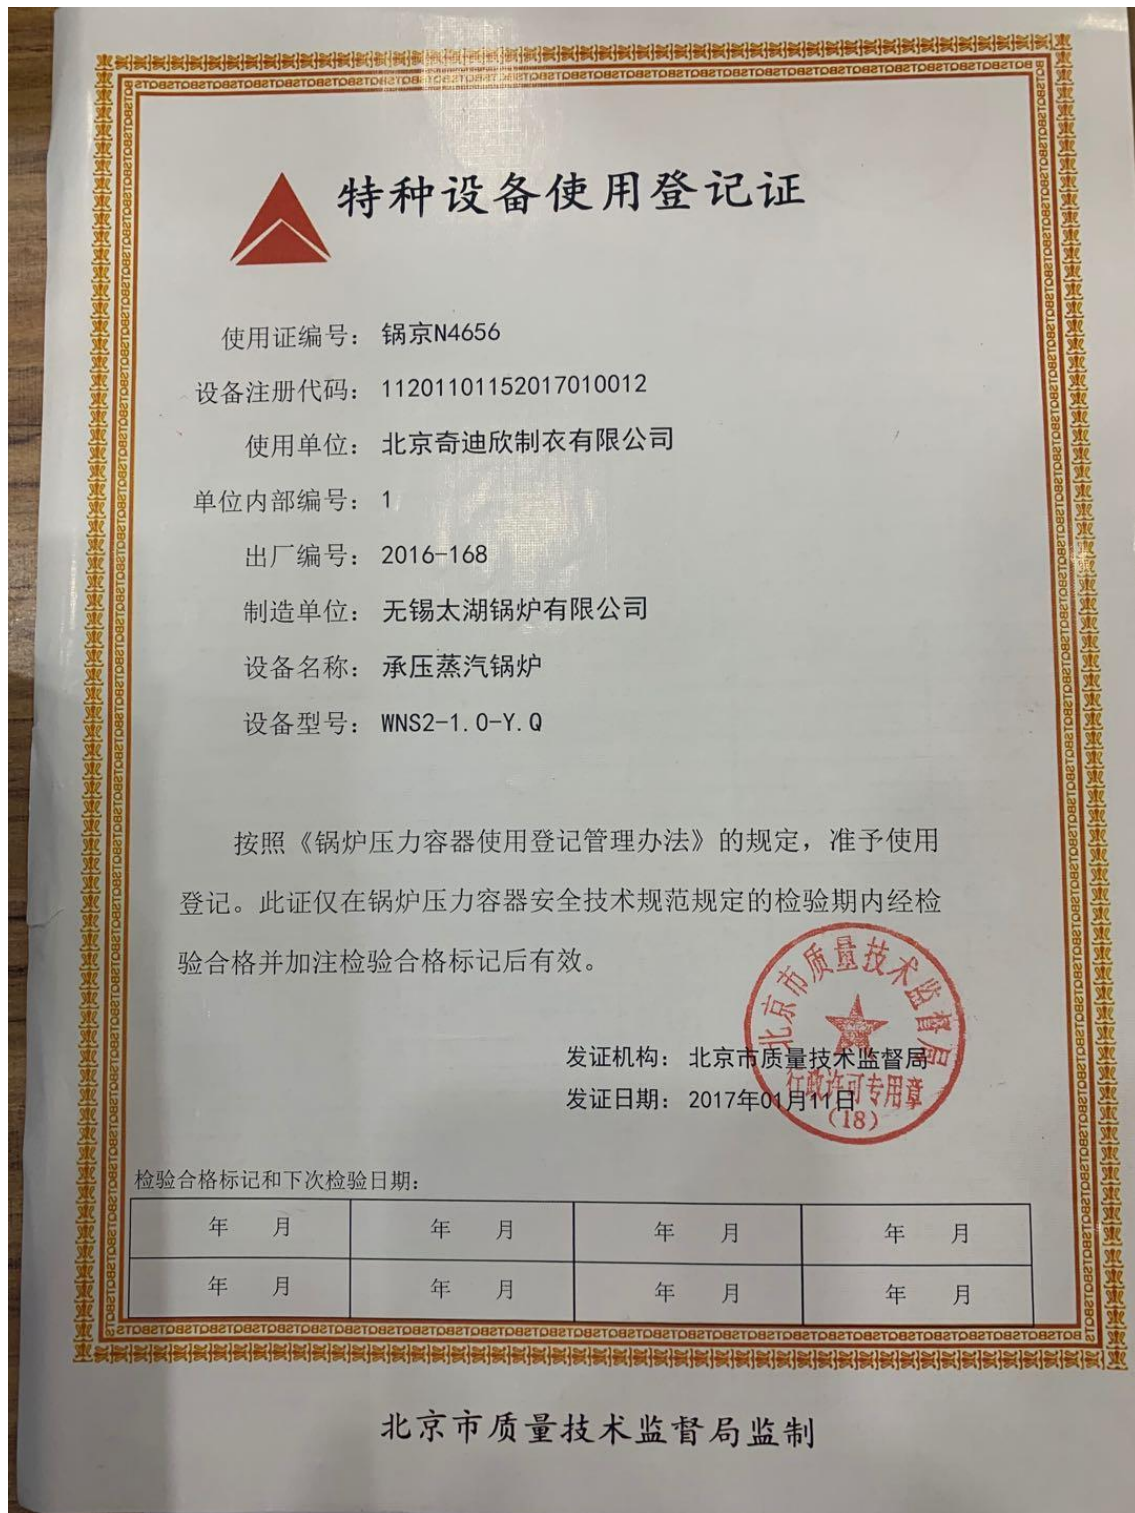 特种设备使用登记证
使用证编号：锅京N4656
设备注册代码：11201101152017010012
使用单位：北京奇迪欣制衣有限公司
单位内部编号：1
出厂编号：2016-168
制造单位：无锡太湖锅炉有限公司
设备名称：承压蒸汽锅炉
设备型号：WNS2-1.0-Y.Q
按照《锅炉压力容器使用登记管理办法》的规定，准予使用
登记。此证仅在锅炉压力容器安全技术规范规定的检验期内经检
验合格并加注检验合格标记后有效。
北京市质量技术监督局
发证机构：北京市质量技术监督局
行政许可专用章
发证日期：2017年01月11日
（18）
检验合格标记和下次检验日期：
年 月 年 月 年 月 年 月
年 月 年 月 年 月 年 月
北京市质量技术监督局监制